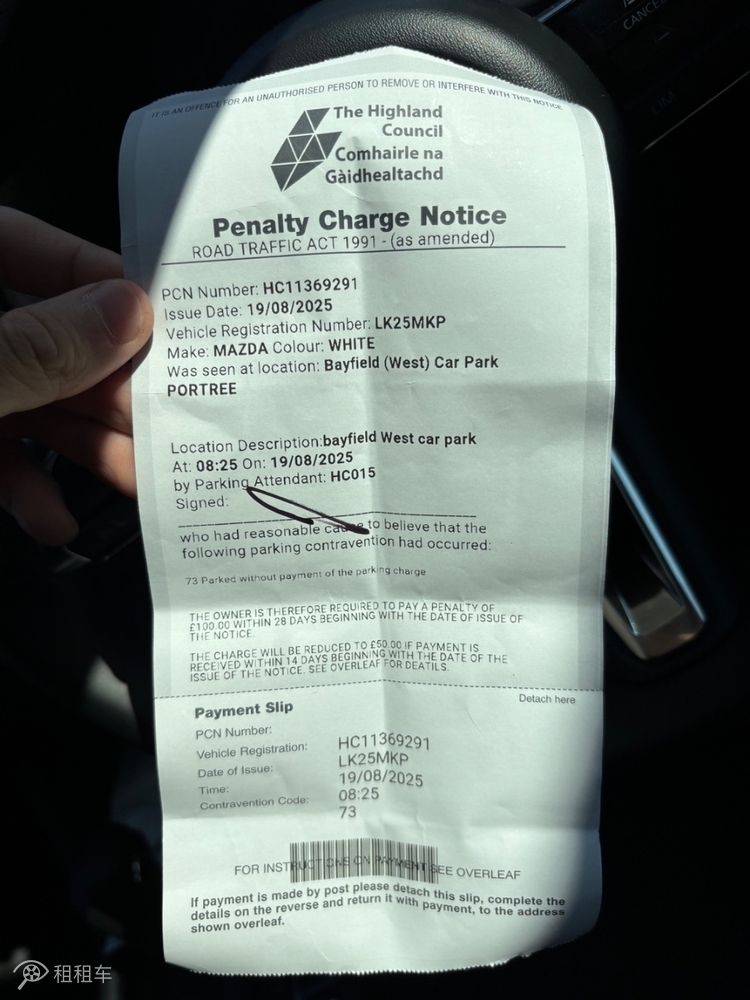 CANCEL
LIM
IT IS AN OFFENCE FOR AN UNAUTHORISED PERSON TO REMOVE OR INTERFERE WITH THIS NOTICE.
The Highland
Council
Comhairle na
Gàidhealtachd
Penalty Charge Notice
ROAD TRAFFIC ACT 1991 - (as amended)
PCN Number: HC11369291
Issue Date: 19/08/2025
Vehicle Registration Number: LK25MKP
Make: MAZDA Colour: WHITE
Was seen at location: Bayfield (West) Car Park
PORTREE
Location Description:bayfield West car park
At: 08:25 On: 19/08/2025
by Parking Attendant: HC015
Signed:
who had reasonable cause to believe that the
following parking contravention had occurred:
73 Parked without payment of the parking charge
THE OWNER IS THEREFORE REQUIRED TO PAY A PENALTY OF
£100.00 WITHIN 28 DAYS BEGINNING WITH THE DATE OF ISSUE OF
THE NOTICE.
THE CHARGE WILL BE REDUCED TO £50.00 IF PAYMENT IS
RECEIVED WITHIN 14 DAYS BEGINNING WITH THE DATE OF THE
ISSUE OF THE NOTICE. SEE OVERLEAF FOR DEATILS.
Detach here
Payment Slip
PCN Number: HC11369291
Vehicle Registration: LK25MKP
Date of Issue: 19/08/2025
Time: 08:25
Contravention Code: 73
FOR INSTRUCTIONS ON PAYMENT SEE OVERLEAF
If payment is made by post please detach this slip, complete the
details on the reverse and return it with payment, to the address
shown overleaf.
租租车